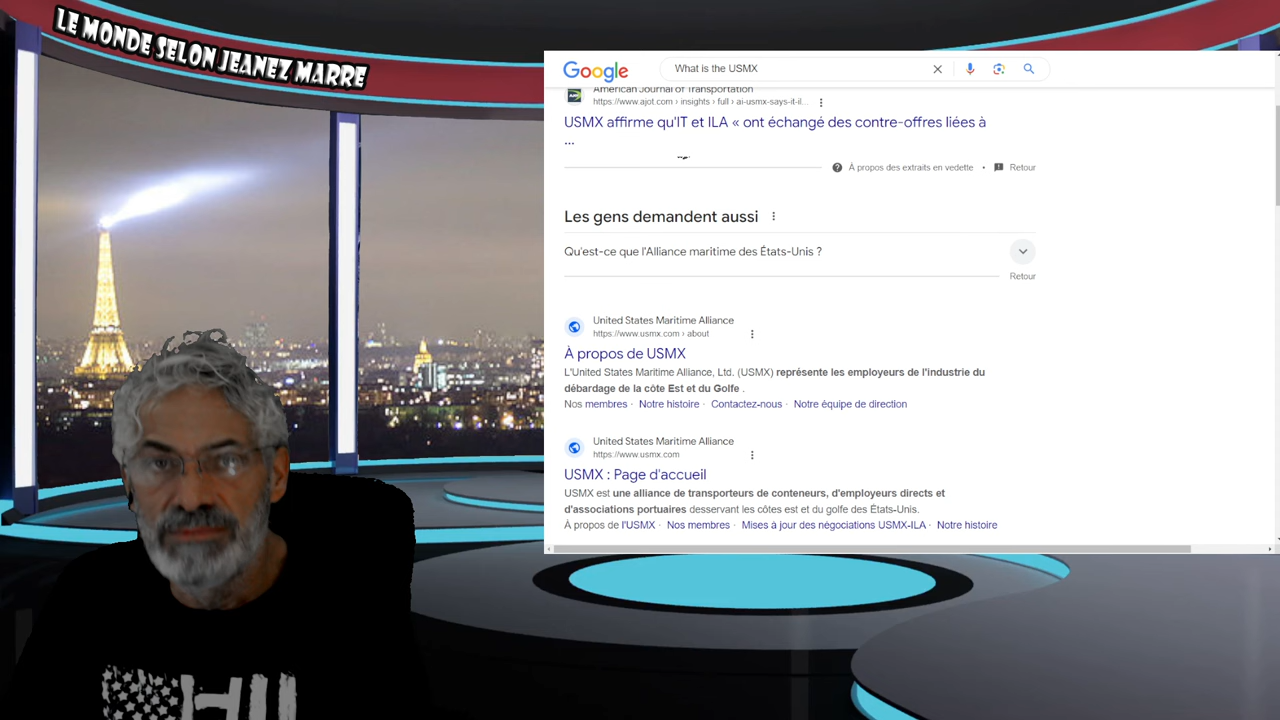 LE MONDE SELON JEANEZ MARRE
Google
What is the USMX
American Journal of Transportation
https://www.ajot.com › insights › full › ai-usmx-says-it-il...
USMX affirme qu'IT et ILA « ont échangé des contre-offres liées à
...
À propos des extraits en vedette • Retour
Les gens demandent aussi
Qu'est-ce que l'Alliance maritime des États-Unis ?
Retour
United States Maritime Alliance
https://www.usmx.com › about
À propos de USMX
L'United States Maritime Alliance, Ltd. (USMX) représente les employeurs de l'industrie du
débardage de la côte Est et du Golfe .
Nos membres · Notre histoire · Contactez-nous · Notre équipe de direction
United States Maritime Alliance
https://www.usmx.com
USMX : Page d'accueil
USMX est une alliance de transporteurs de conteneurs, d'employeurs directs et
d'associations portuaires desservant les côtes est et du golfe des États-Unis.
À propos de l'USMX · Nos membres · Mises à jour des négociations USMX-ILA · Notre histoire